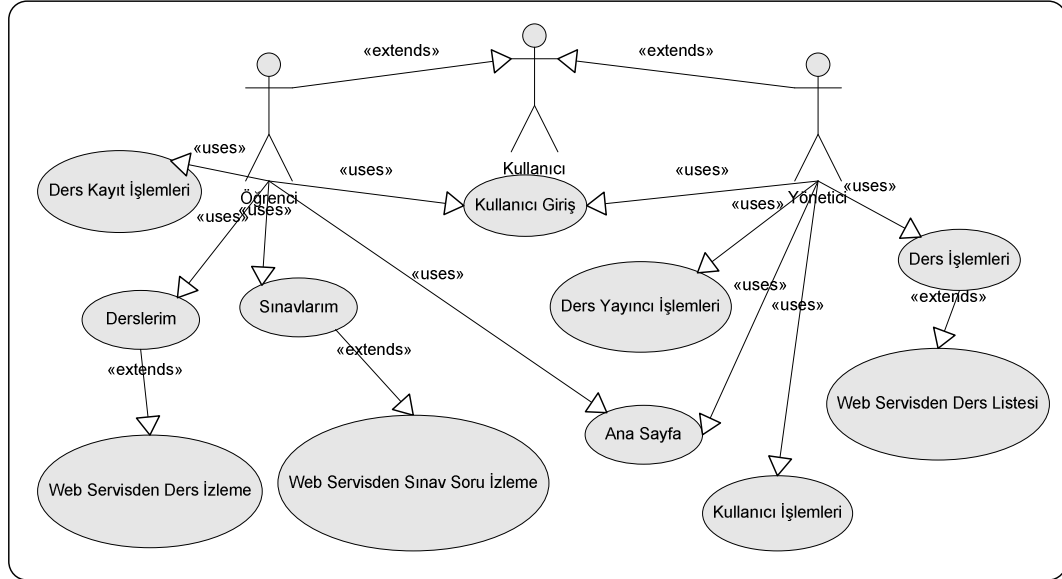 «extends»
«extends»
«uses»
Kullanıcı
«uses»
«uses»
Ders Kayıt İşlemleri
Öğrenci
Kullanıcı Giriş
Yönetici
«uses»
«uses»
«uses»
«uses»
Ders İşlemleri
«uses»
«uses»
«uses»
«extends»
Derslerim
Sınavlarım
Ders Yayıncı İşlemleri
«extends»
«extends»
Web Servisden Ders Listesi
Ana Sayfa
Web Servisden Ders İzleme
Web Servisden Sınav Soru İzleme
Kullanıcı İşlemleri